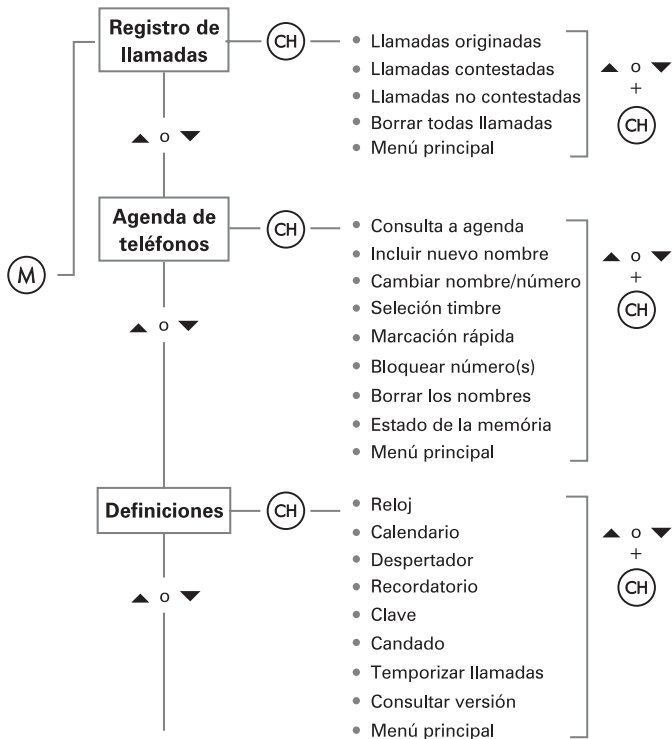 Registro de
llamadas
CH
Llamadas originadas
Llamadas contestadas
Llamadas no contestadas
Borrar todas llamadas
Menú principal
o
+
CH
o
Agenda de
teléfonos
CH
Consulta a agenda
Incluir nuevo nombre
Cambiar nombre/número
Seleción timbre
Marcación rápida
Bloquear número(s)
Borrar los nombres
Estado de la memória
Menú principal
o
+
CH
M
o
Definiciones
CH
Reloj
Calendario
Despertador
Recordatorio
Clave
Candado
Temporizar llamadas
Consultar versión
Menú principal
o
+
CH
o